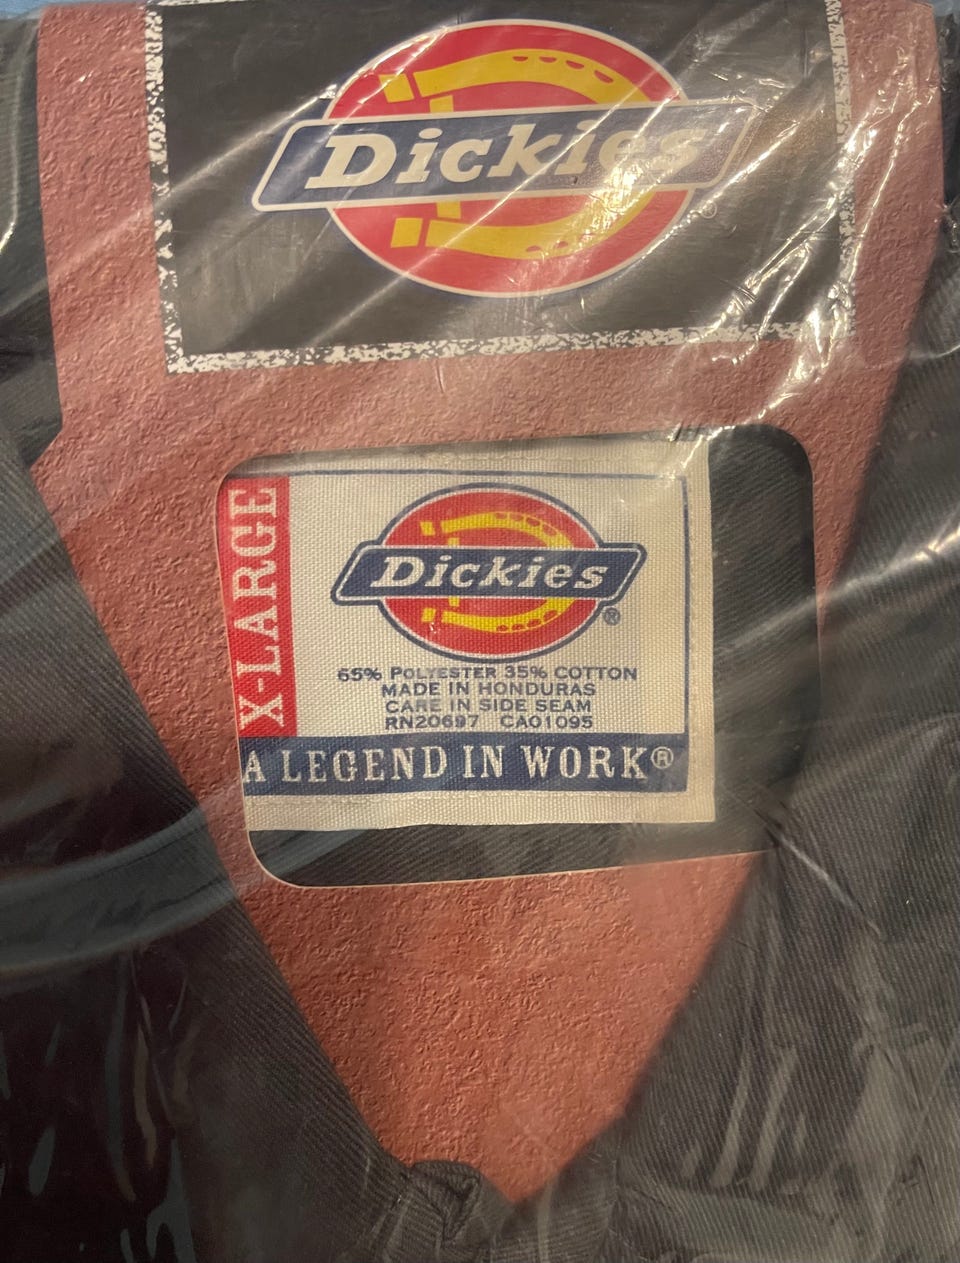 Dickies
X-LARGE
Dickies®
65% POLYESTER 35% COTTON
MADE IN HONDURAS
CARE IN SIDE SEAM
RN20697 CA01095
A LEGEND IN WORK®